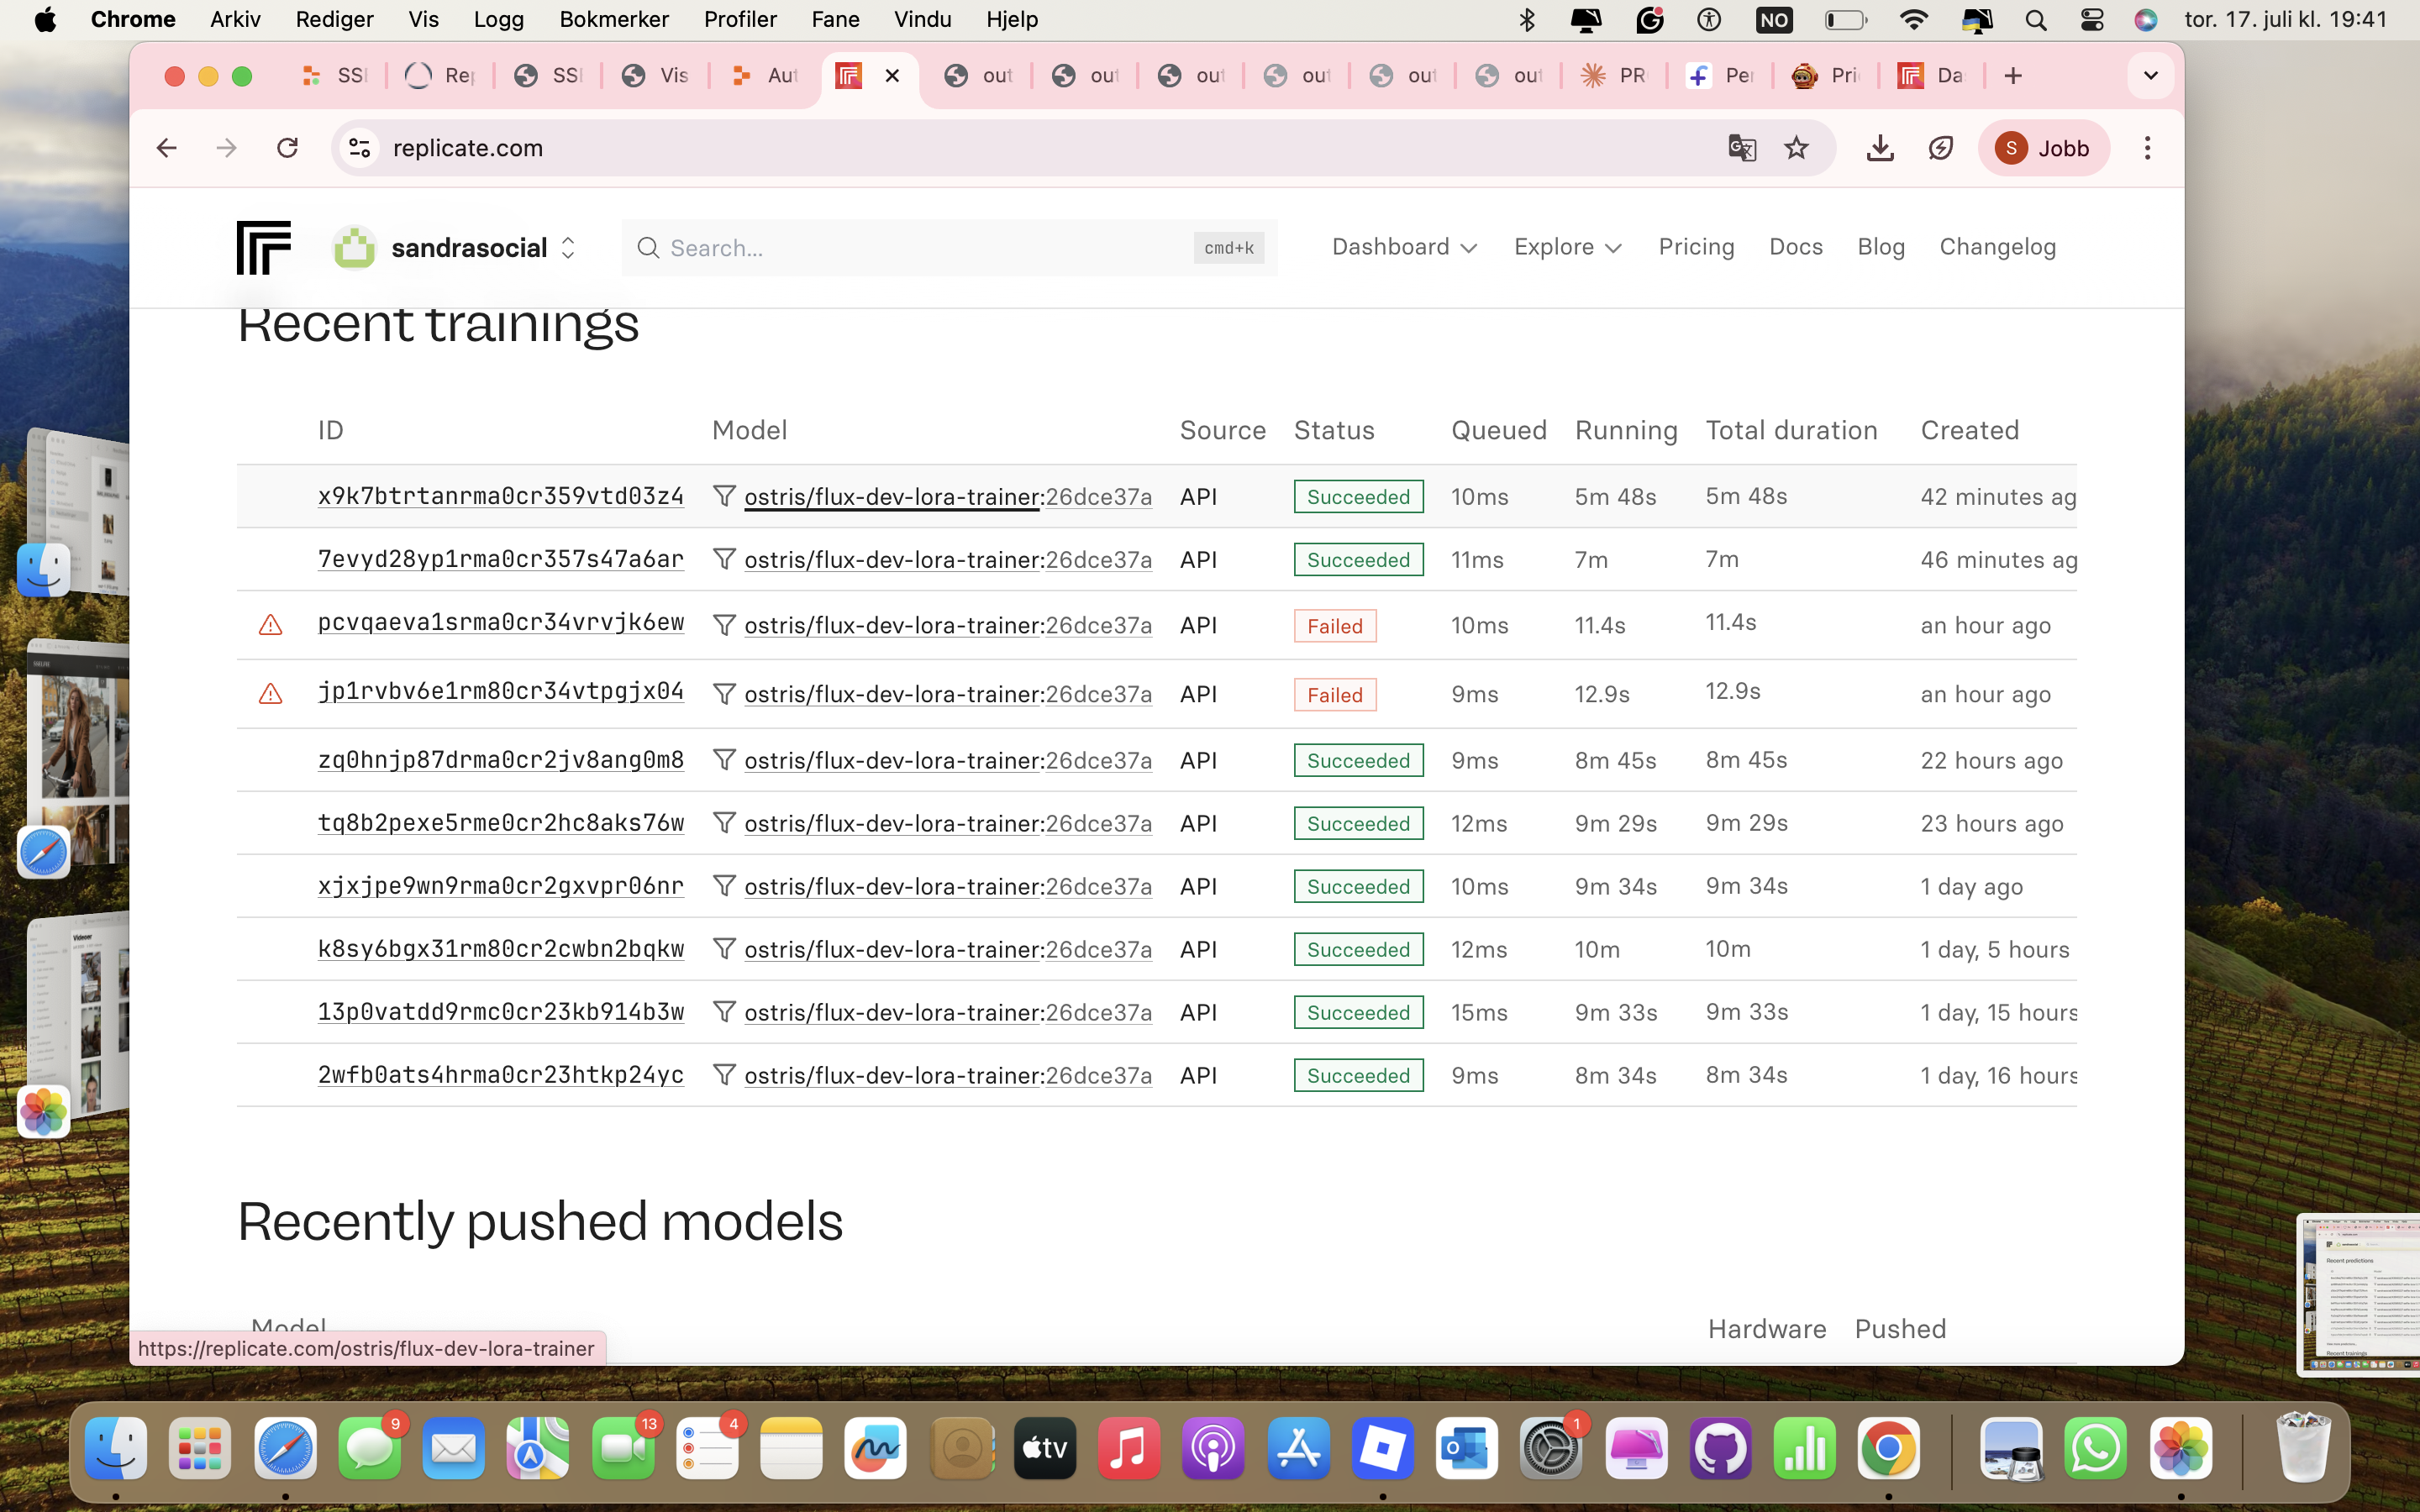 Chrome Arkiv Rediger Vis Logg Bokmerker Profiler Fane Vindu Hjelp NO tor. 17. juli kl. 19:41
SSI Rep SSI Vis Aut out out out out out out PR Per Pri Da
replicate.com S Jobb
sandrasocial Search... cmd+k Dashboard Explore Pricing Docs Blog Changelog
Recent trainings
ID Model Source Status Queued Running Total duration Created
x9k7btrtanrma0cr359vtd03z4 ostris/flux-dev-lora-trainer:26dce37a API Succeeded 10ms 5m 48s 5m 48s 42 minutes ag
7evyd28yp1rma0cr357s47a6ar ostris/flux-dev-lora-trainer:26dce37a API Succeeded 11ms 7m 7m 46 minutes ag
pcvqaeva1srma0cr34vrvjk6ew ostris/flux-dev-lora-trainer:26dce37a API Failed 10ms 11.4s 11.4s an hour ago
jp1rvbv6e1rm80cr34vtpgjx04 ostris/flux-dev-lora-trainer:26dce37a API Failed 9ms 12.9s 12.9s an hour ago
zq0hnjp87drma0cr2jv8ang0m8 ostris/flux-dev-lora-trainer:26dce37a API Succeeded 9ms 8m 45s 8m 45s 22 hours ago
tq8b2pexe5rme0cr2hc8aks76w ostris/flux-dev-lora-trainer:26dce37a API Succeeded 12ms 9m 29s 9m 29s 23 hours ago
xjxjpe9wn9rma0cr2gxvpr06nr ostris/flux-dev-lora-trainer:26dce37a API Succeeded 10ms 9m 34s 9m 34s 1 day ago
k8sy6bgx31rm80cr2cwbn2bqkw ostris/flux-dev-lora-trainer:26dce37a API Succeeded 12ms 10m 10m 1 day, 5 hours
13p0vatdd9rmc0cr23kb914b3w ostris/flux-dev-lora-trainer:26dce37a API Succeeded 15ms 9m 33s 9m 33s 1 day, 15 hours
2wfb0ats4hrma0cr23htkp24yc ostris/flux-dev-lora-trainer:26dce37a API Succeeded 9ms 8m 34s 8m 34s 1 day, 16 hours
Recently pushed models
Model Hardware Pushed
https://replicate.com/ostris/flux-dev-lora-trainer
Videoer
Recent predictions
Recent trainings
9 13 4 tv 1